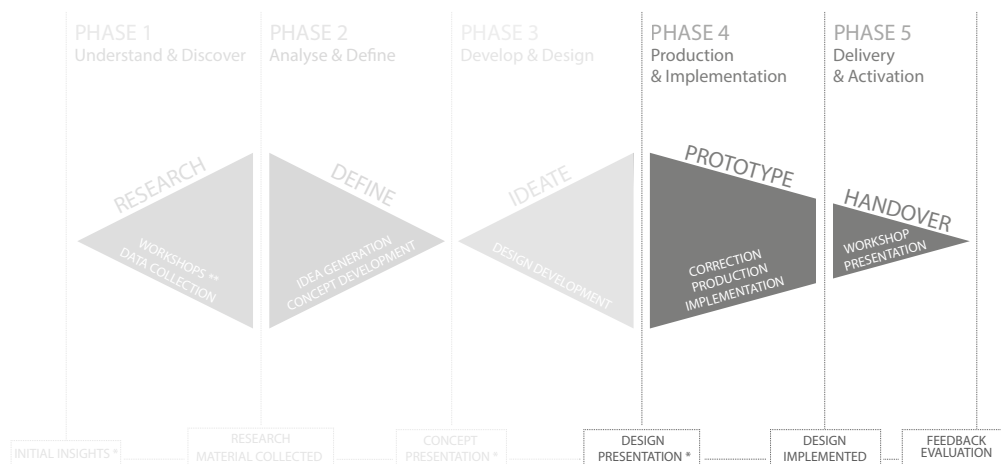 PHASE 1
Understand & Discover
PHASE 2
Analyse & Define
PHASE 3
Develop & Design
PHASE 4
Production
& Implementation
PHASE 5
Delivery
& Activation
RESEARCH
WORKSHOPS **
DATA COLLECTION
DEFINE
IDEA GENERATION
CONCEPT DEVELOPMENT
IDEATE
DESIGN DEVELOPMENT
PROTOTYPE
CORRECTION
PRODUCTION
IMPLEMENTATION
HANDOVER
WORKSHOP
PRESENTATION
INITIAL INSIGHTS *
RESEARCH
MATERIAL COLLECTED
CONCEPT
PRESENTATION *
DESIGN
PRESENTATION *
DESIGN
IMPLEMENTED
FEEDBACK
EVALUATION